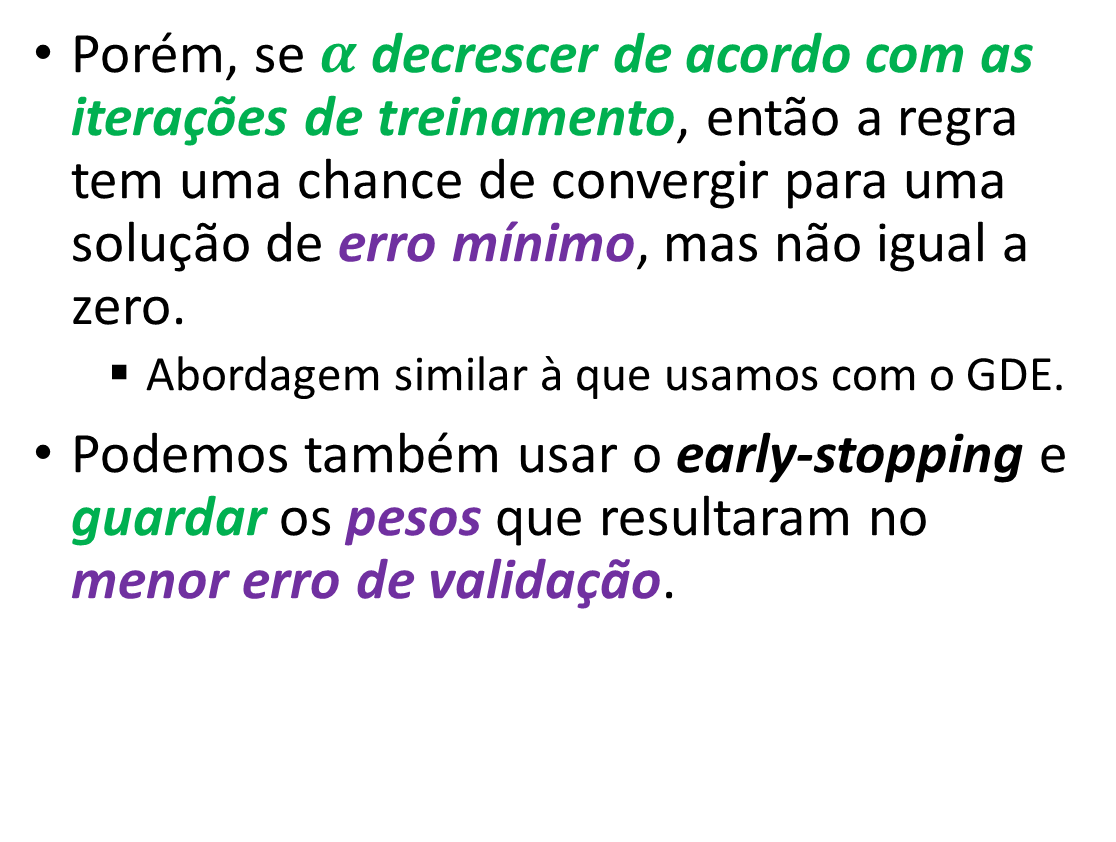 • Porém, se α decrescer de acordo com as
iterações de treinamento, então a regra
tem uma chance de convergir para uma
solução de erro mínimo, mas não igual a
zero.
▪ Abordagem similar à que usamos com o GDE.
• Podemos também usar o early-stopping e
guardar os pesos que resultaram no
menor erro de validação.